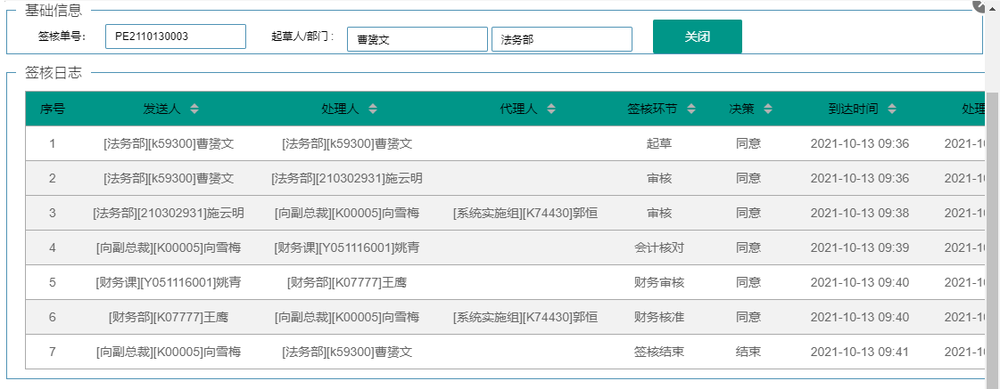 基础信息
签核单号： PE2110130003 起草人/部门： 曹赟文 法务部 关闭
签核日志
序号 发送人 处理人 代理人 签核环节 决策 到达时间 处理
1 [法务部][k59300]曹赟文 [法务部][k59300]曹赟文 起草 同意 2021-10-13 09:36 2021-1
2 [法务部][k59300]曹赟文 [法务部][210302931]施云明 审核 同意 2021-10-13 09:36 2021-1
3 [法务部][210302931]施云明 [向副总裁][K00005]向雪梅 [系统实施组][K74430]郭恒 审核 同意 2021-10-13 09:38 2021-1
4 [向副总裁][K00005]向雪梅 [财务课][Y051116001]姚青 会计核对 同意 2021-10-13 09:39 2021-1
5 [财务课][Y051116001]姚青 [财务部][K07777]王鹰 财务审核 同意 2021-10-13 09:40 2021-1
6 [财务部][K07777]王鹰 [向副总裁][K00005]向雪梅 [系统实施组][K74430]郭恒 财务核准 同意 2021-10-13 09:40 2021-1
7 [向副总裁][K00005]向雪梅 [法务部][k59300]曹赟文 签核结束 结束 2021-10-13 09:41 2021-1